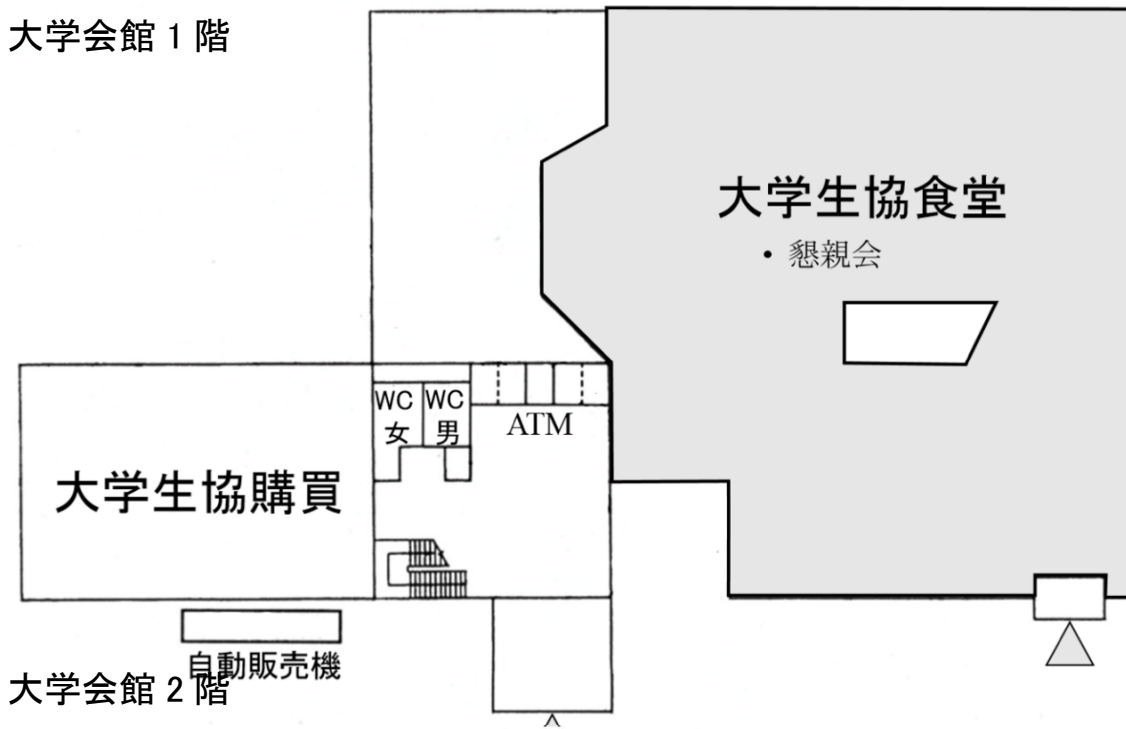 大学会館 1 階
大学生協食堂
・懇親会
WC
女
WC
男
ATM
大学生協購買
自動販売機
大学会館 2 階